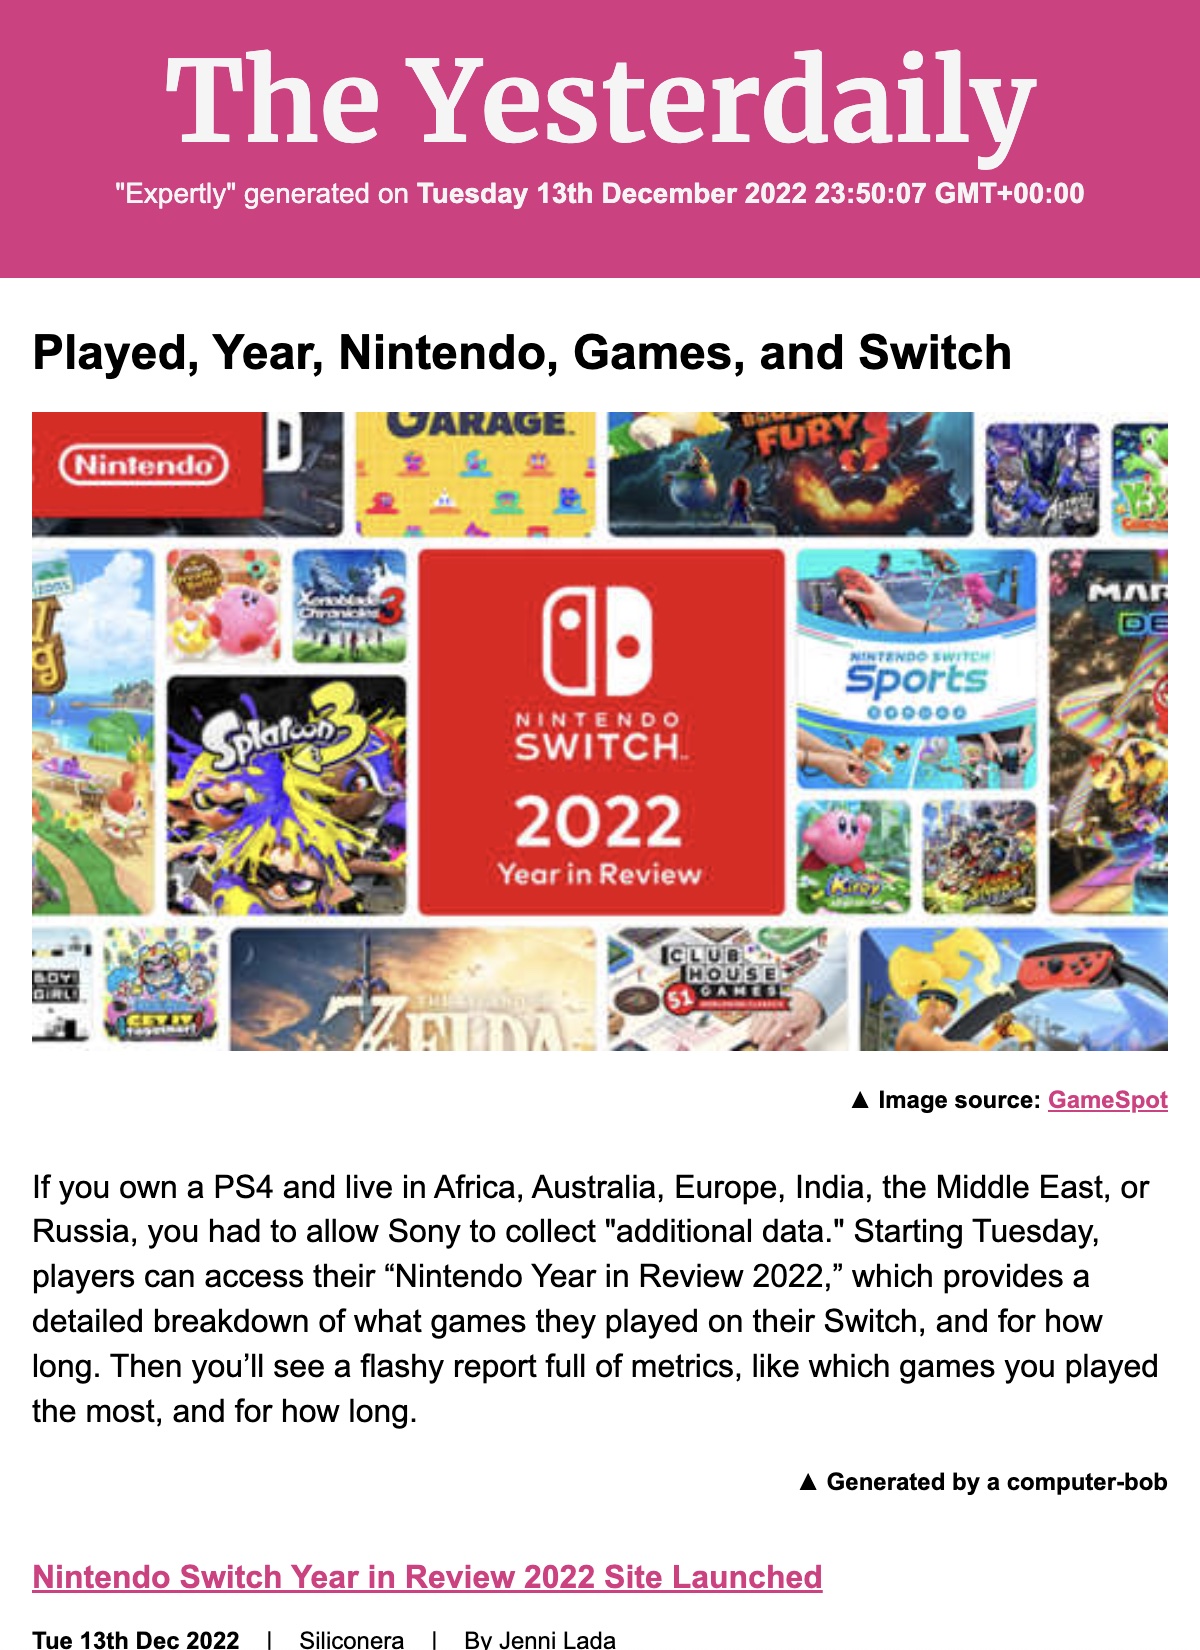 The Yesterdaily
"Expertly" generated on Tuesday 13th December 2022 23:50:07 GMT+00:00
Played, Year, Nintendo, Games, and Switch
GARAGE
FURY
Nintendo
Xenoblade
Chronicles 3
MAR
DE
NINTENDO SWITCH
Sports
Splatoon 3
NINTENDO
SWITCH
2022
Year in Review
Kirby
BOY!
GIRL!
GET IT
Together!
THE LEGEND OF
ZELDA
CLUB
HOUSE
GAMES
51
▲ Image source: GameSpot
If you own a PS4 and live in Africa, Australia, Europe, India, the Middle East, or
Russia, you had to allow Sony to collect "additional data." Starting Tuesday,
players can access their “Nintendo Year in Review 2022,” which provides a
detailed breakdown of what games they played on their Switch, and for how
long. Then you’ll see a flashy report full of metrics, like which games you played
the most, and for how long.
▲ Generated by a computer-bob
Nintendo Switch Year in Review 2022 Site Launched
Tue 13th Dec 2022 | Siliconera | By Jenni Lada